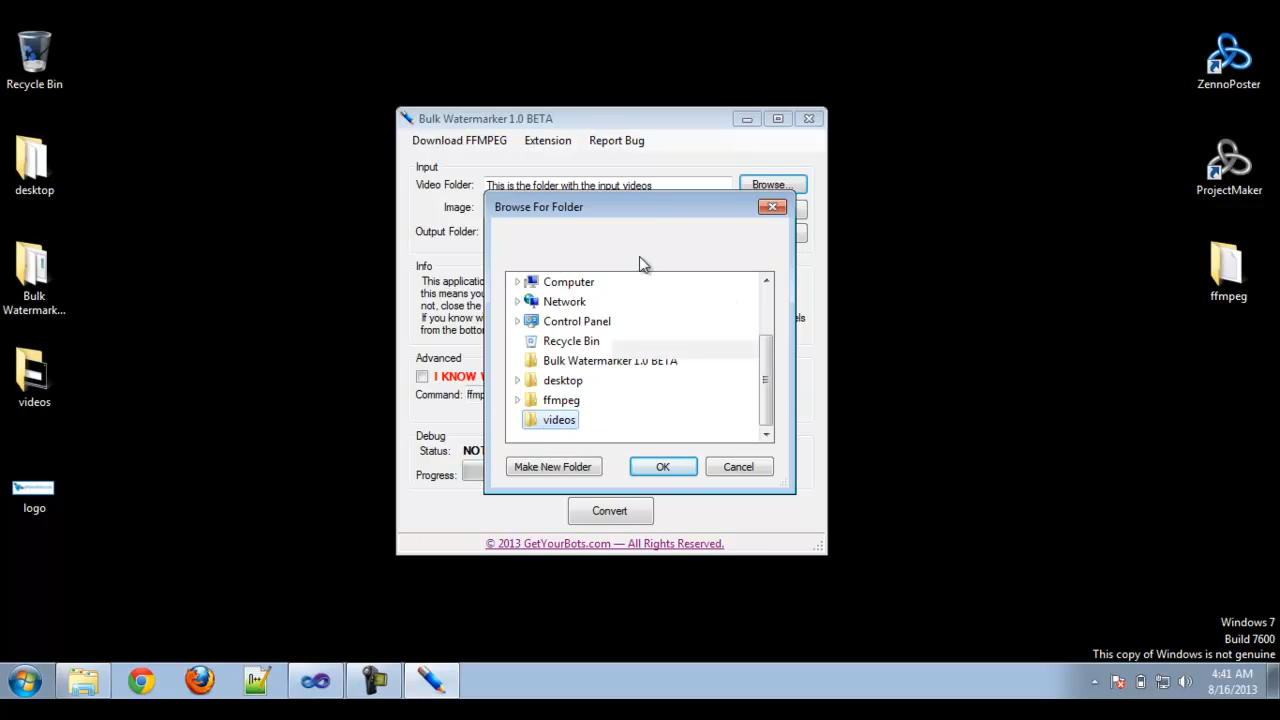 Recycle Bin
desktop
Bulk
Watermark...
videos
logo
ZennoPoster
ProjectMaker
ffmpeg
Bulk Watermarker 1.0 BETA
Download FFMPEG Extension Report Bug
Input
Video Folder: This is the folder with the input videos Browse...
Image:
Output Folder:
Info
This application
this means you
not, close the
If you know w
from the bottom
els
Advanced
I KNOW
Command: ffmp
Debug
Status: NOT
Progress:
Convert
© 2013 GetYourBots.com — All Rights Reserved.
Browse For Folder
Computer
Network
Control Panel
Recycle Bin
Bulk Watermarker 1.0 BETA
desktop
ffmpeg
videos
Make New Folder OK Cancel
Windows 7
Build 7600
This copy of Windows is not genuine
4:41 AM
8/16/2013